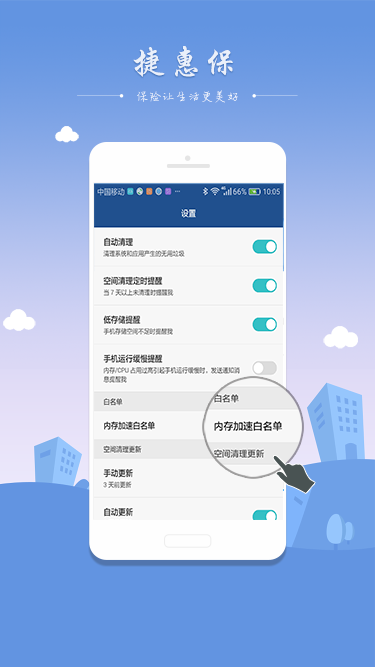 捷惠保
保险让生活更美好
中国移动 ... 66% 10:05
设置
自动清理
清理系统和应用产生的无用垃圾
空间清理定时提醒
当 7 天以上未清理时提醒我
低存储提醒
手机存储空间不足时提醒我
手机运行缓慢提醒
内存/CPU 占用过高引起手机运行缓慢时，发送通知消
息提醒我
白名单
白名单
内存加速白名单
内存加速白名单
空间清理更新
空间清理更新
手动更新
3 天前更新
自动更新